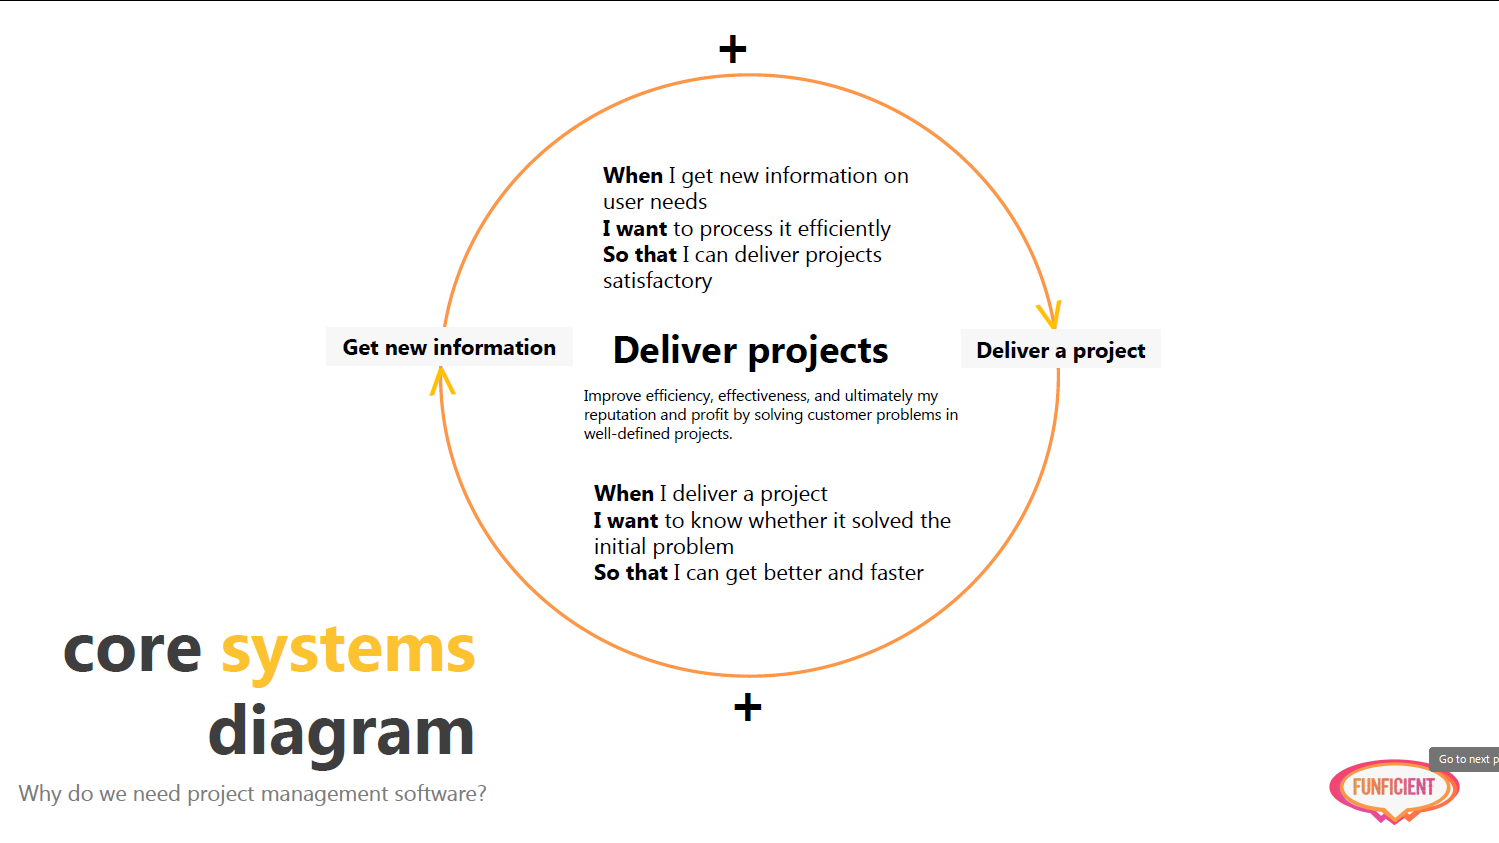 +
When I get new information on
user needs
I want to process it efficiently
So that I can deliver projects
satisfactory
Get new information
Deliver projects
Deliver a project
Improve efficiency, effectiveness, and ultimately my
reputation and profit by solving customer problems in
well-defined projects.
When I deliver a project
I want to know whether it solved the
initial problem
So that I can get better and faster
+
core systems
diagram
Why do we need project management software?
Go to next p
FUNFICIENT